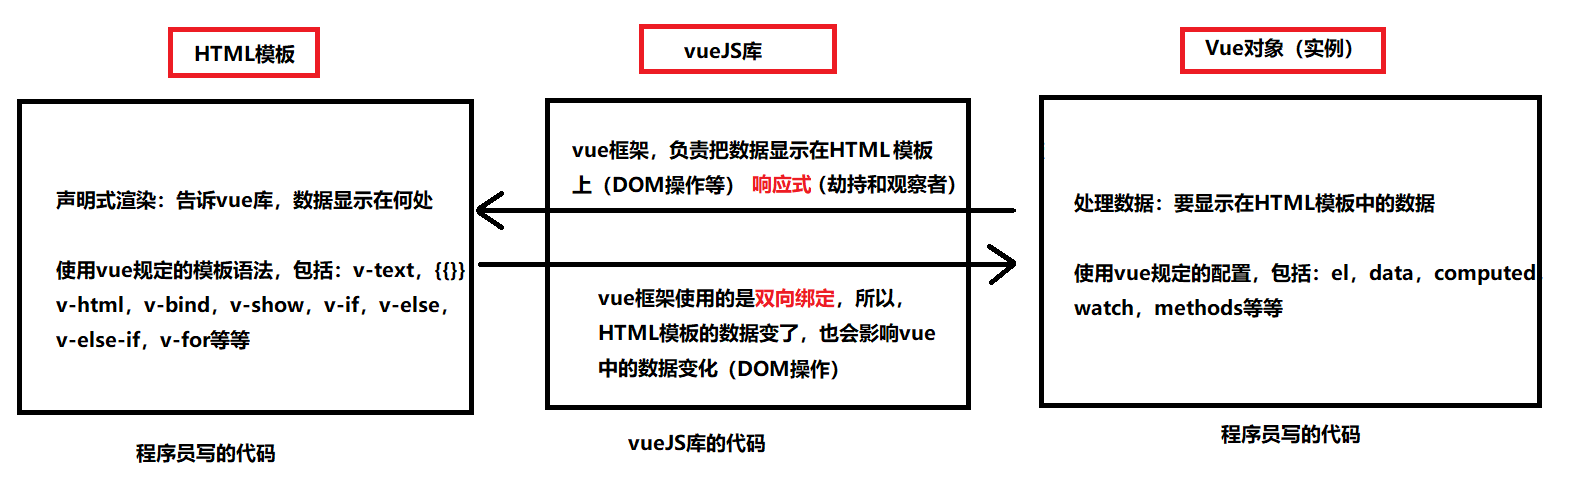 HTML模板
vueJS库
Vue对象（实例）
声明式渲染：告诉vue库，数据显示在何处
使用vue规定的模板语法，包括：v-text，{{}}
v-html，v-bind，v-show，v-if，v-else，
v-else-if，v-for等等
程序员写的代码
vue框架，负责把数据显示在HTML模板
上（DOM操作等） 响应式（劫持和观察者）
vue框架使用的是双向绑定，所以，
HTML模板的数据变了，也会影响vue
中的数据变化（DOM操作）
vueJS库的代码
处理数据：要显示在HTML模板中的数据
使用vue规定的配置，包括：el，data，computed，
watch，methods等等
程序员写的代码